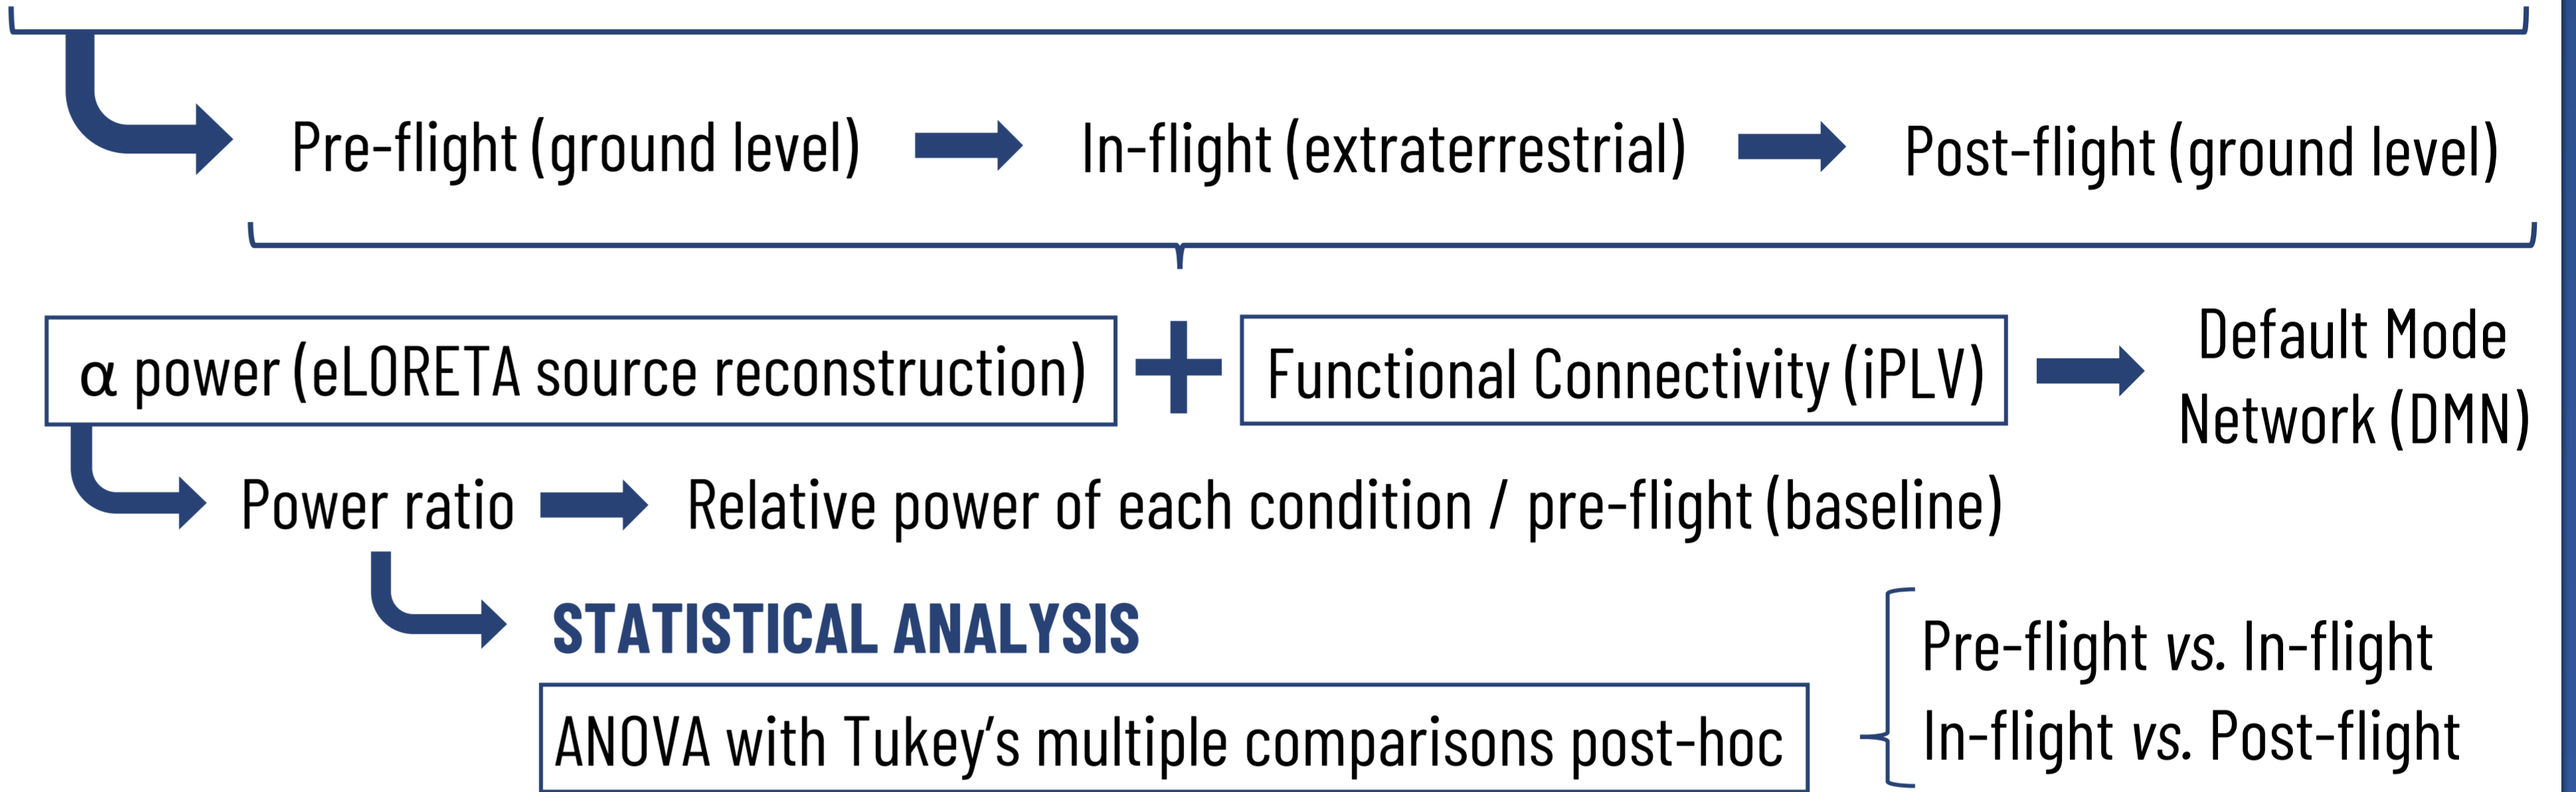 Pre-flight (ground level) In-flight (extraterrestrial) Post-flight (ground level)
α power (eLORETA source reconstruction) + Functional Connectivity (iPLV)
Default Mode
Network (DMN)
Power ratio Relative power of each condition / pre-flight (baseline)
STATISTICAL ANALYSIS
ANOVA with Tukey's multiple comparisons post-hoc
Pre-flight vs. In-flight
In-flight vs. Post-flight